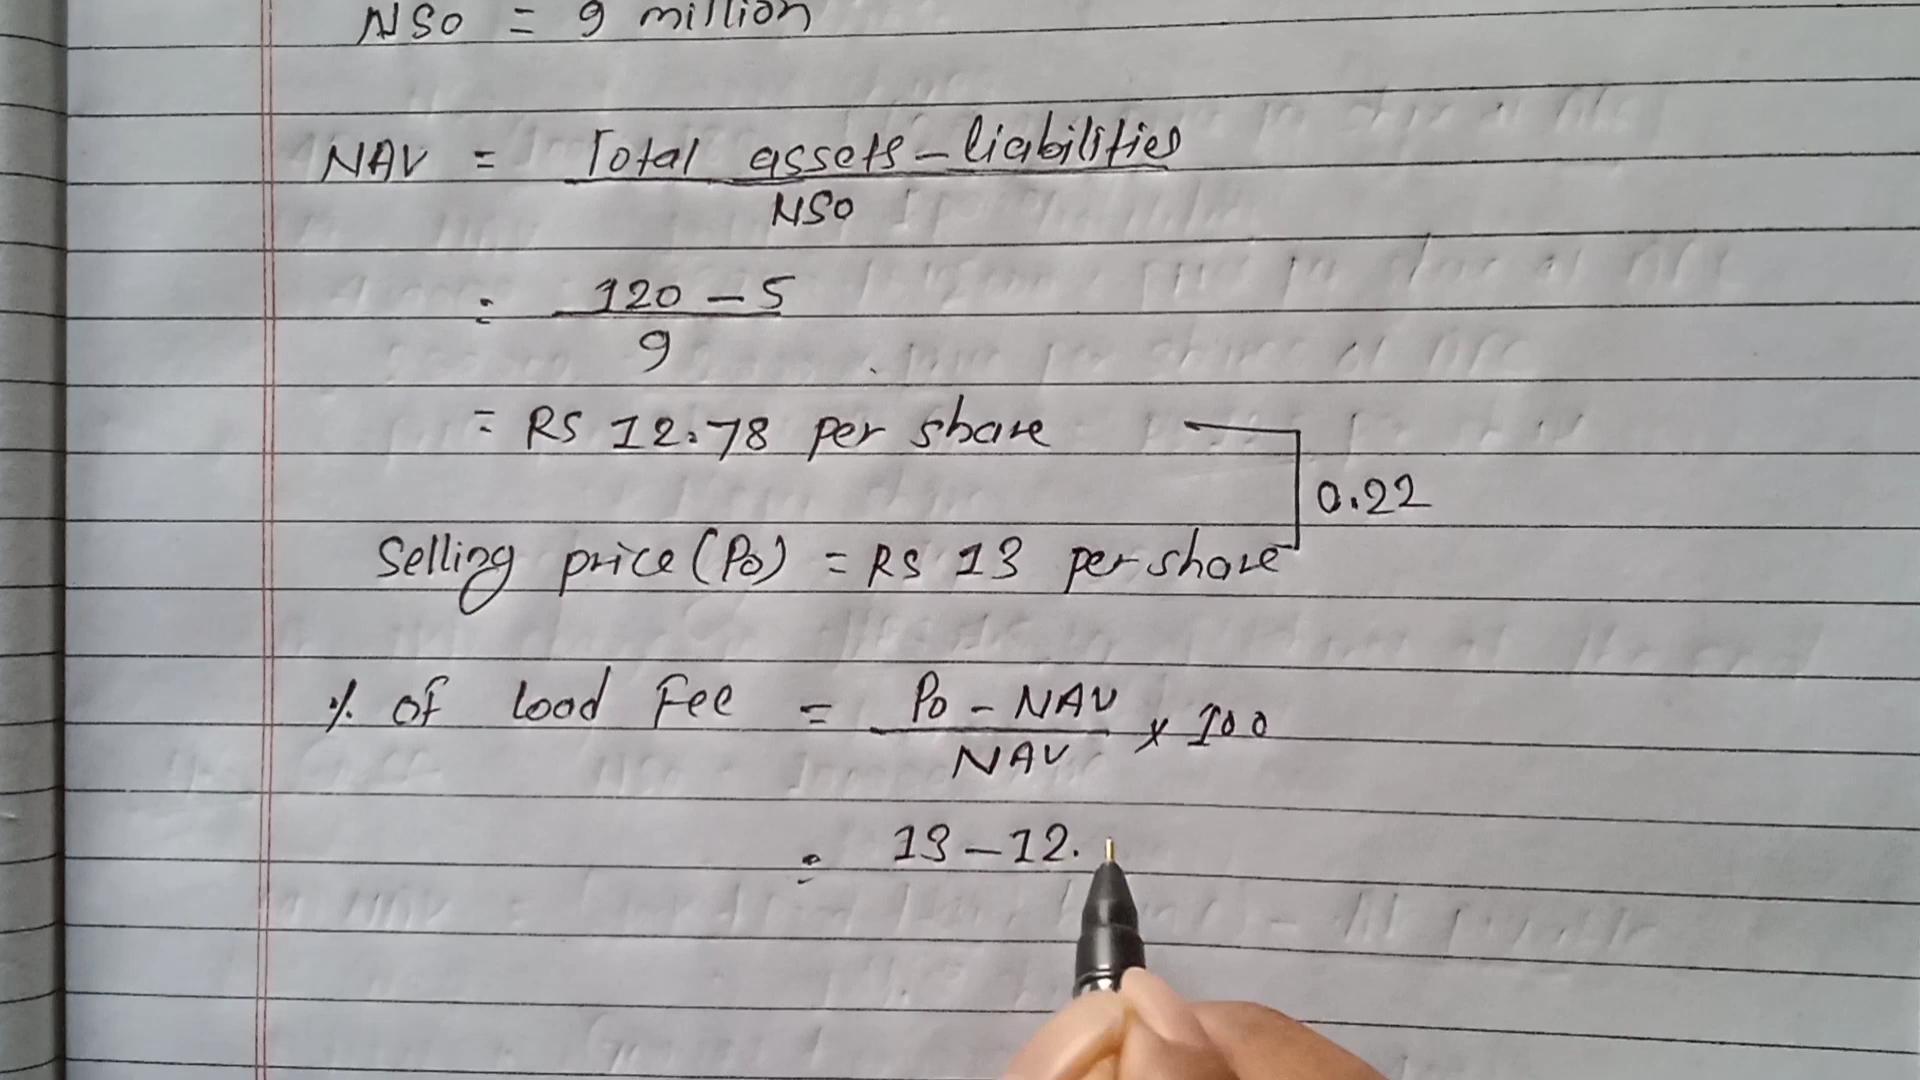 NSO = 9 million
NAV = Total assets - liabilities
NSO
= 120 - 5
9
= RS 12.78 per share
0.22
Selling price (Po) = RS 13 per share
% of Load Fee = Po - NAV
NAV × 100
= 13 - 12.